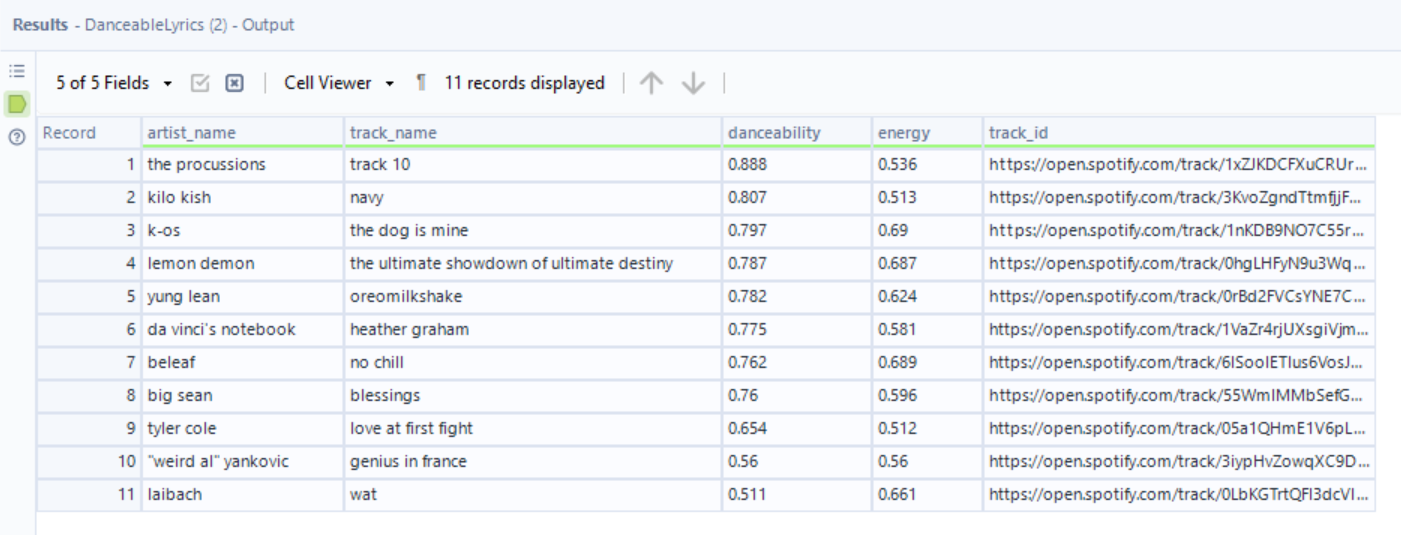 Results - DanceableLyrics (2) - Output
5 of 5 Fields Cell Viewer ¶ 11 records displayed
Record artist_name track_name danceability energy track_id
1 the procussions track 10 0.888 0.536 https://open.spotify.com/track/1xZJKDCFXuCRUr...
2 kilo kish navy 0.807 0.513 https://open.spotify.com/track/3KvoZgndTtmfjjF...
3 k-os the dog is mine 0.797 0.69 https://open.spotify.com/track/1nKDB9NO7C55r...
4 lemon demon the ultimate showdown of ultimate destiny 0.787 0.687 https://open.spotify.com/track/0hgLHFyN9u3Wq...
5 yung lean oreomilkshake 0.782 0.624 https://open.spotify.com/track/0rBd2FVCsYNE7C...
6 da vinci's notebook heather graham 0.775 0.581 https://open.spotify.com/track/1VaZr4rjUXsgiVjm...
7 beleaf no chill 0.762 0.689 https://open.spotify.com/track/6ISooIETIus6VosJ...
8 big sean blessings 0.76 0.596 https://open.spotify.com/track/55WmIMMbSefG...
9 tyler cole love at first fight 0.654 0.512 https://open.spotify.com/track/05a1QHmE1V6pL...
10 "weird al" yankovic genius in france 0.56 0.56 https://open.spotify.com/track/3iypHvZowqXC9D...
11 laibach wat 0.511 0.661 https://open.spotify.com/track/0LbKGTrtQFI3dcVI...